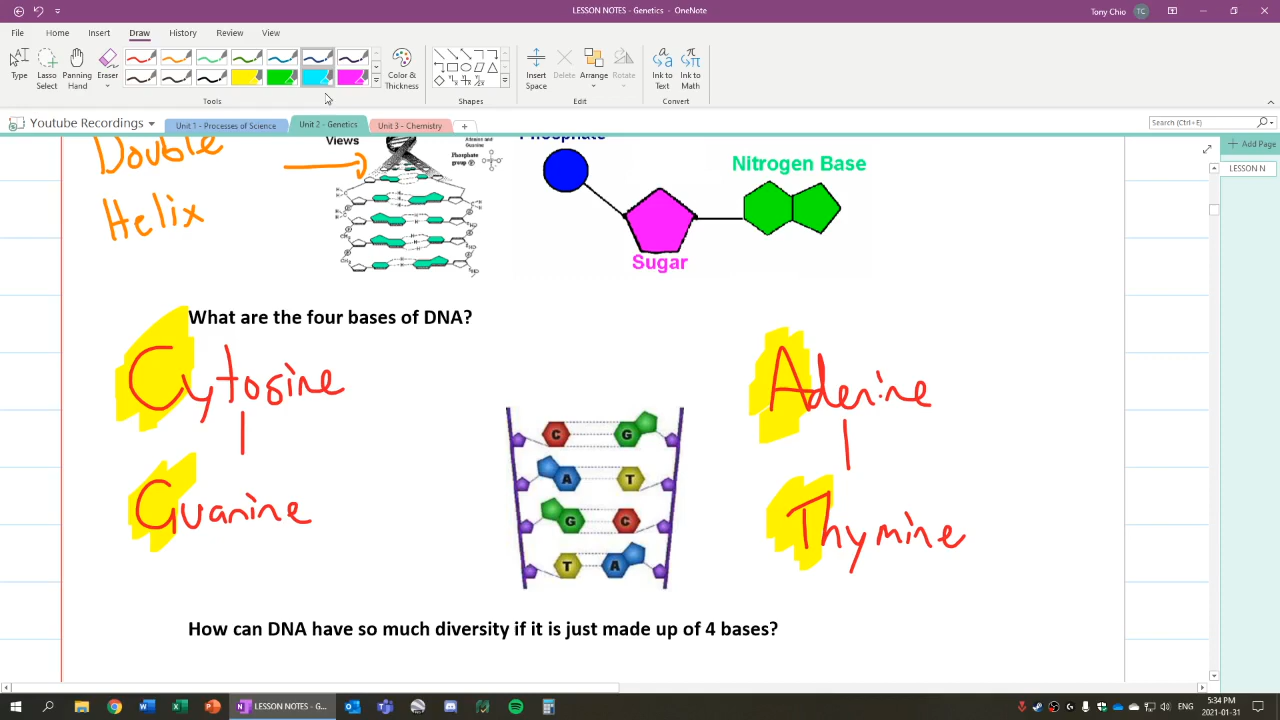 LESSON NOTES - Genetics - OneNote
Tony Chio TC
File Home Insert Draw History Review View
Type
Lasso Select
Panning Hand
Eraser
Color & Thickness
Insert Space
Delete
Arrange
Rotate
Ink to Text
Ink to Math
Tools Shapes Edit Convert
Youtube Recordings
Unit 1 - Processes of Science
Unit 2 - Genetics
Unit 3 - Chemistry
Search (Ctrl+E)
Add Page
LESSON N
Double
Helix
Views
Adenine and
Guanine
Phosphate
group
Phosphate
Nitrogen Base
Sugar
What are the four bases of DNA?
Cytosine
Adenine
Guanine
Thymine
C G
A T
G C
T A
How can DNA have so much diversity if it is just made up of 4 bases?
LESSON NOTES - G...
5:34 PM
2021-01-31